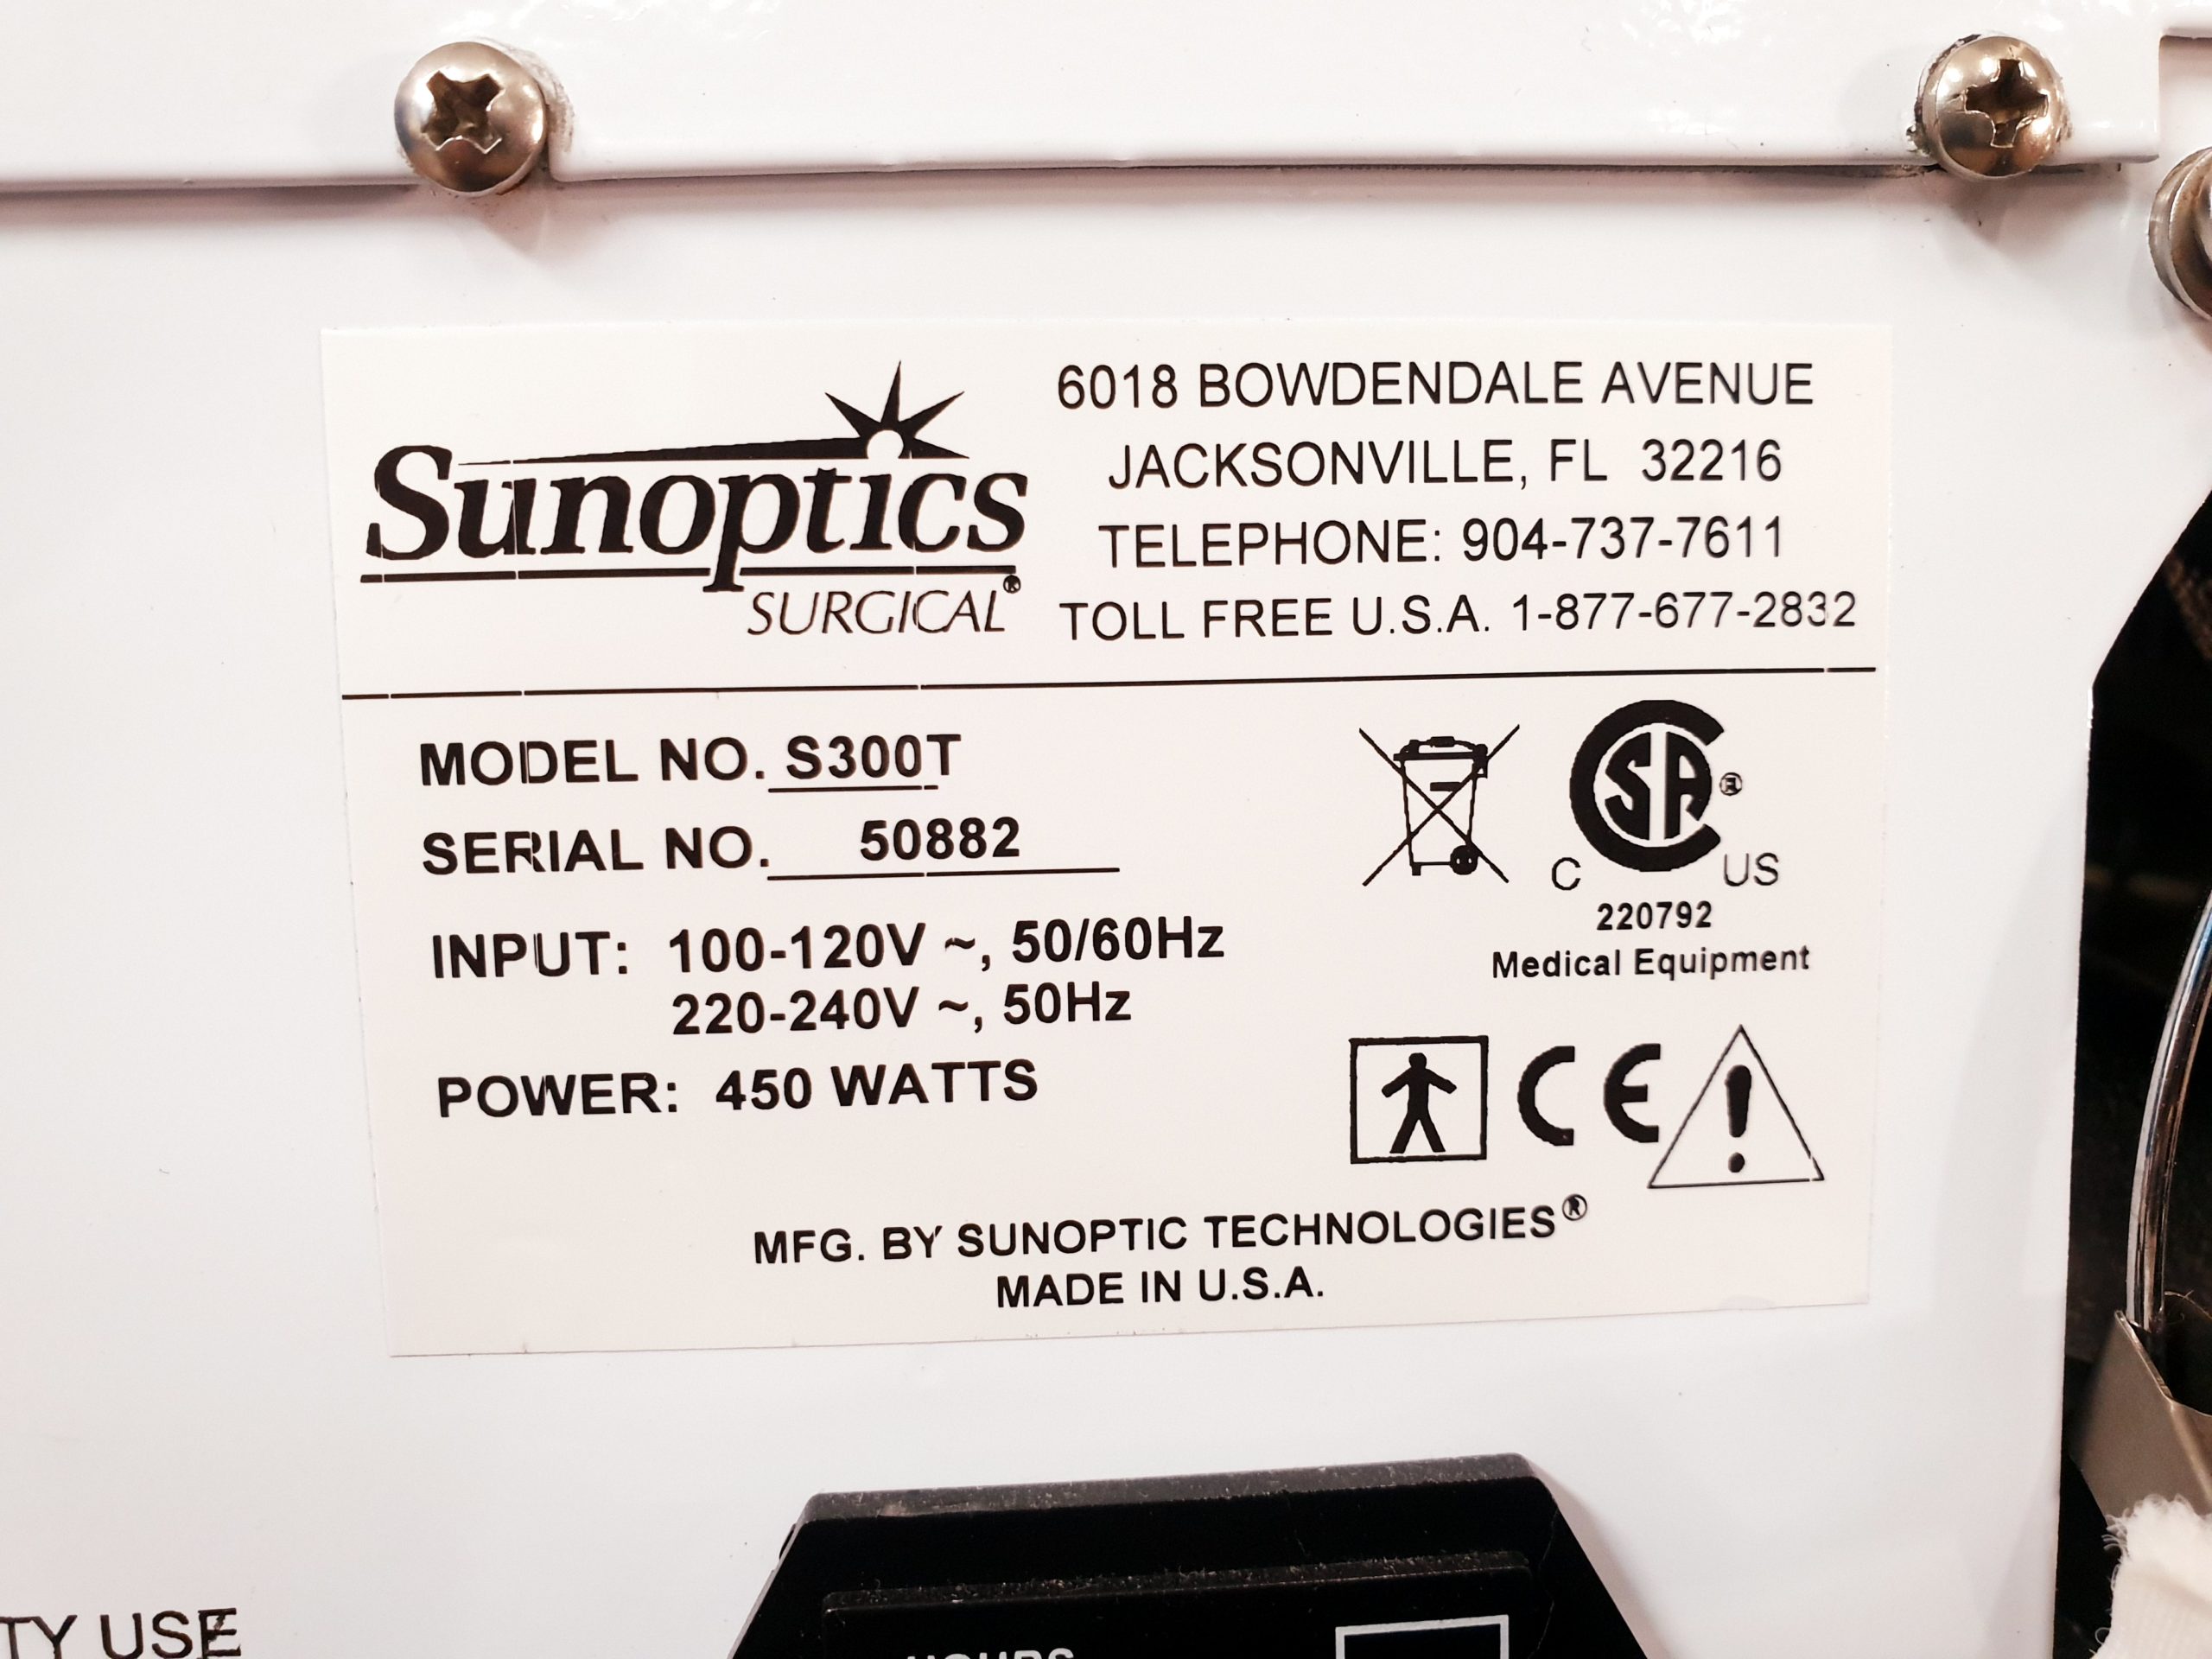 Sunoptics
SURGICAL®
6018 BOWDENDALE AVENUE
JACKSONVILLE, FL 32216
TELEPHONE: 904-737-7611
TOLL FREE U.S.A. 1-877-677-2832
MODEL NO. S300T
SERIAL NO. 50882
INPUT: 100-120V ~, 50/60Hz
220-240V ~, 50Hz
POWER: 450 WATTS
CSA®
C US
220792
Medical Equipment
CE
!
MFG. BY SUNOPTIC TECHNOLOGIES®
MADE IN U.S.A.
TY USE
HOURS